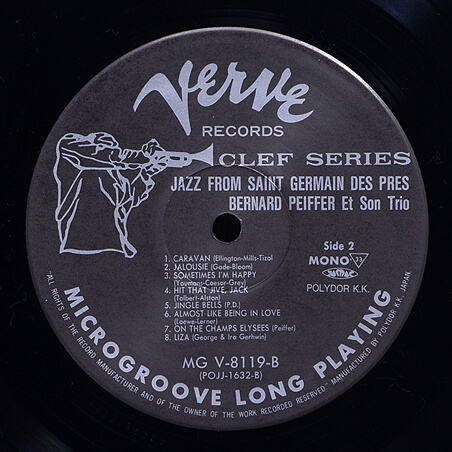 Verve
RECORDS
CLEF SERIES
JAZZ FROM SAINT GERMAIN DES PRES
BERNARD PEIFFER Et Son Trio
Side 2
MONO 33
JASRAC
POLYDOR K.K.
1. CARAVAN (Ellington-Mills-Tizol
2. JALOUSIE (Gade-Bloom)
3. SOMETIMES I'M HAPPY
(Youmans-Caesar-Grey)
4. HIT THAT JIVE, JACK
(Tolbert-Alston)
5. JINGLE BELLS (P.D.)
6. ALMOST LIKE BEING IN LOVE
(Loewe-Lerner)
7. ON THE CHAMPS ELYSEES (Peiffer)
8. LIZA (George & Ira Gerhwin)
MG V-8119-B
(POJJ-1632-B)
MICROGROOVE LONG PLAYING
"ALL RIGHTS OF THE RECORD MANUFACTURER AND OF THE OWNER OF THE WORK RECORDED RESERVED" MANUFACTURED BY POLYDOR K.K. JAPAN